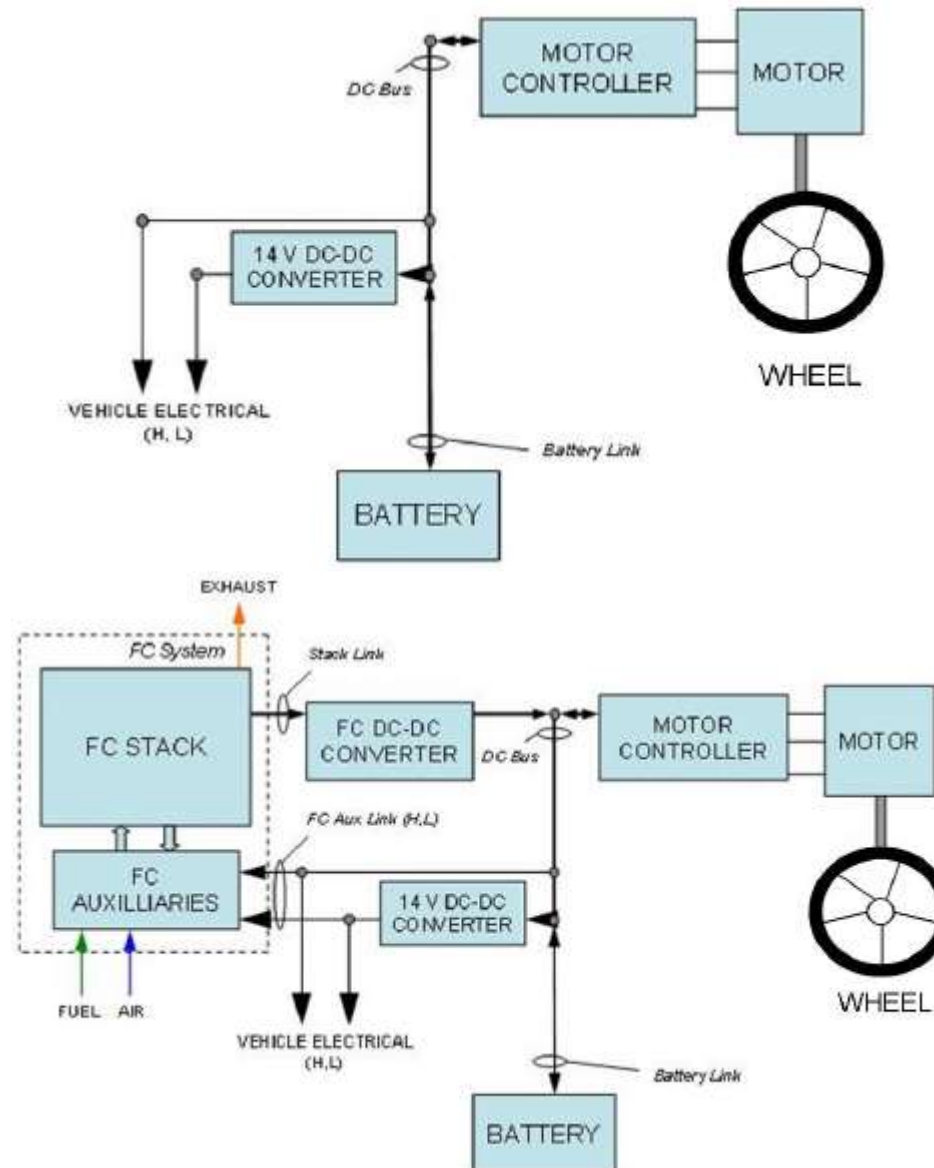 MOTOR
CONTROLLER
MOTOR
DC Bus
14 V DC-DC
CONVERTER
WHEEL
VEHICLE ELECTRICAL
(H, L)
Battery Link
BATTERY
EXHAUST
FC System
Stack Link
FC STACK
FC DC-DC
CONVERTER
DC Bus
MOTOR
CONTROLLER
MOTOR
FC Aux Link (H,L)
FC
AUXILLIARIES
14 V DC-DC
CONVERTER
FUEL
AIR
WHEEL
VEHICLE ELECTRICAL
(H,L)
Battery Link
BATTERY